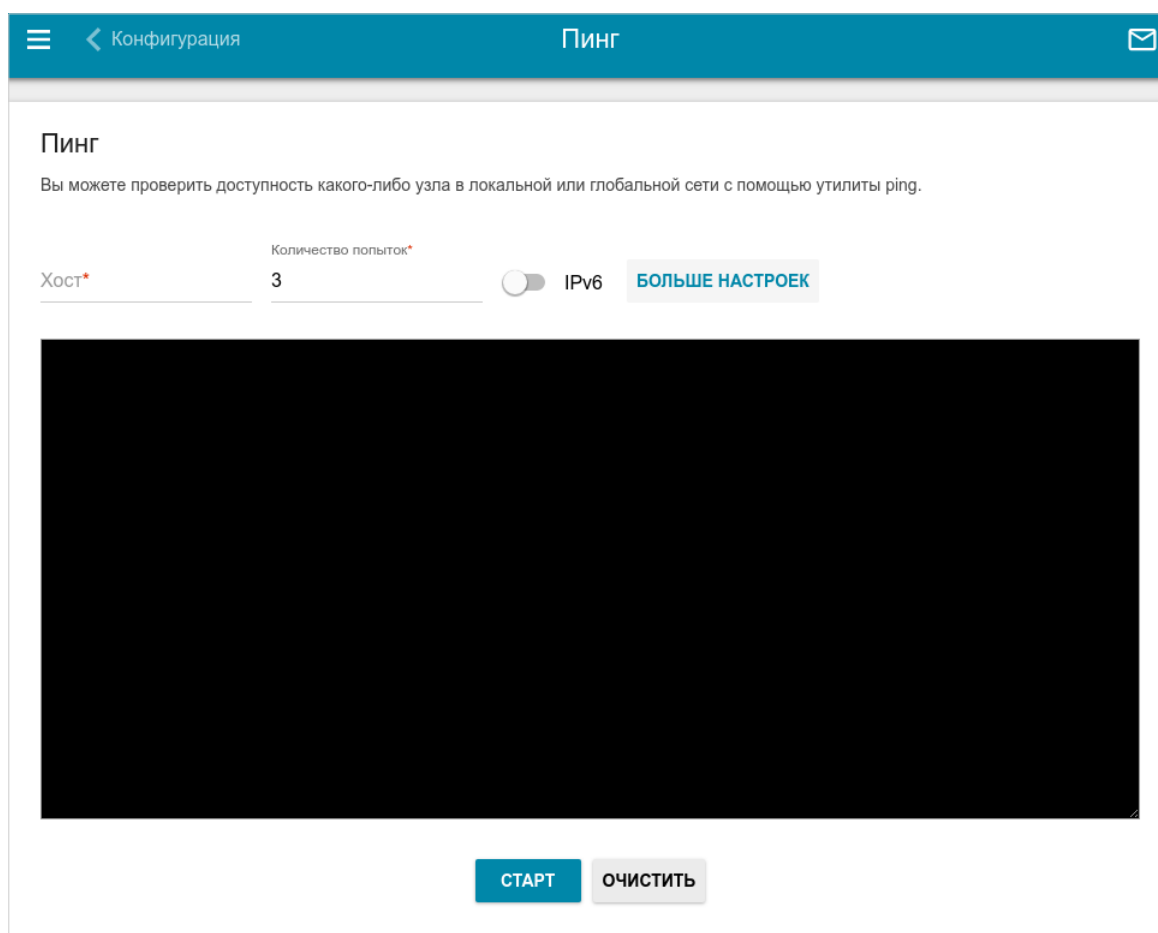 Конфигурация
Пинг
Пинг
Вы можете проверить доступность какого-либо узла в локальной или глобальной сети с помощью утилиты ping.
Количество попыток*
Хост*
3
IPv6
БОЛЬШЕ НАСТРОЕК
СТАРТ
ОЧИСТИТЬ